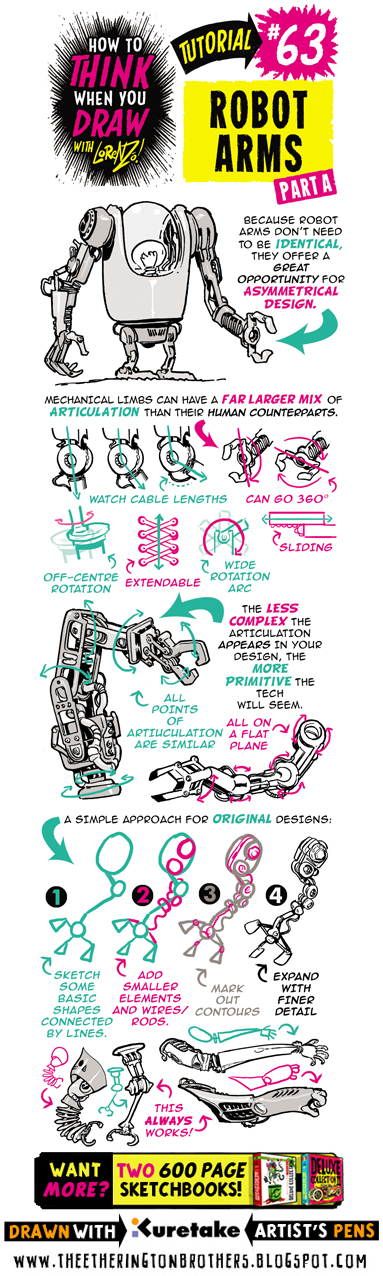 HOW TO
THINK
WHEN YOU
DRAW
WITH LORENZO!
TUTORIAL
#63
ROBOT
ARMS
PART A
BECAUSE ROBOT
ARMS DON'T NEED
TO BE IDENTICAL,
THEY OFFER A
GREAT
OPPORTUNITY FOR
ASYMMETRICAL
DESIGN.
MECHANICAL LIMBS CAN HAVE A FAR LARGER MIX OF
ARTICULATION THAN THEIR HUMAN COUNTERPARTS.
WATCH CABLE LENGTHS
CAN GO 360°
OFF-CENTRE
ROTATION
EXTENDABLE
WIDE
ROTATION
ARC
SLIDING
THE LESS
COMPLEX THE
ARTICULATION
APPEARS IN YOUR
DESIGN, THE
MORE
PRIMITIVE THE
TECH
WILL SEEM.
ALL
POINTS
OF
ARTIUCULATION
ARE SIMILAR
ALL ON
A FLAT
PLANE
A SIMPLE APPROACH FOR ORIGINAL DESIGNS:
1
2
3
4
SKETCH
SOME
BASIC
SHAPES
CONNECTED
BY LINES.
ADD
SMALLER
ELEMENTS
AND WIRES/
RODS.
MARK
OUT
CONTOURS
EXPAND
WITH
FINER
DETAIL
THIS
ALWAYS
WORKS!
WANT
MORE?
TWO 600 PAGE
SKETCHBOOKS!
DELUXE
DRAWN WITH
Kuretake
ARTIST'S PENS
WWW.THEETHERINGTONBROTHERS.BLOGSPOT.COM